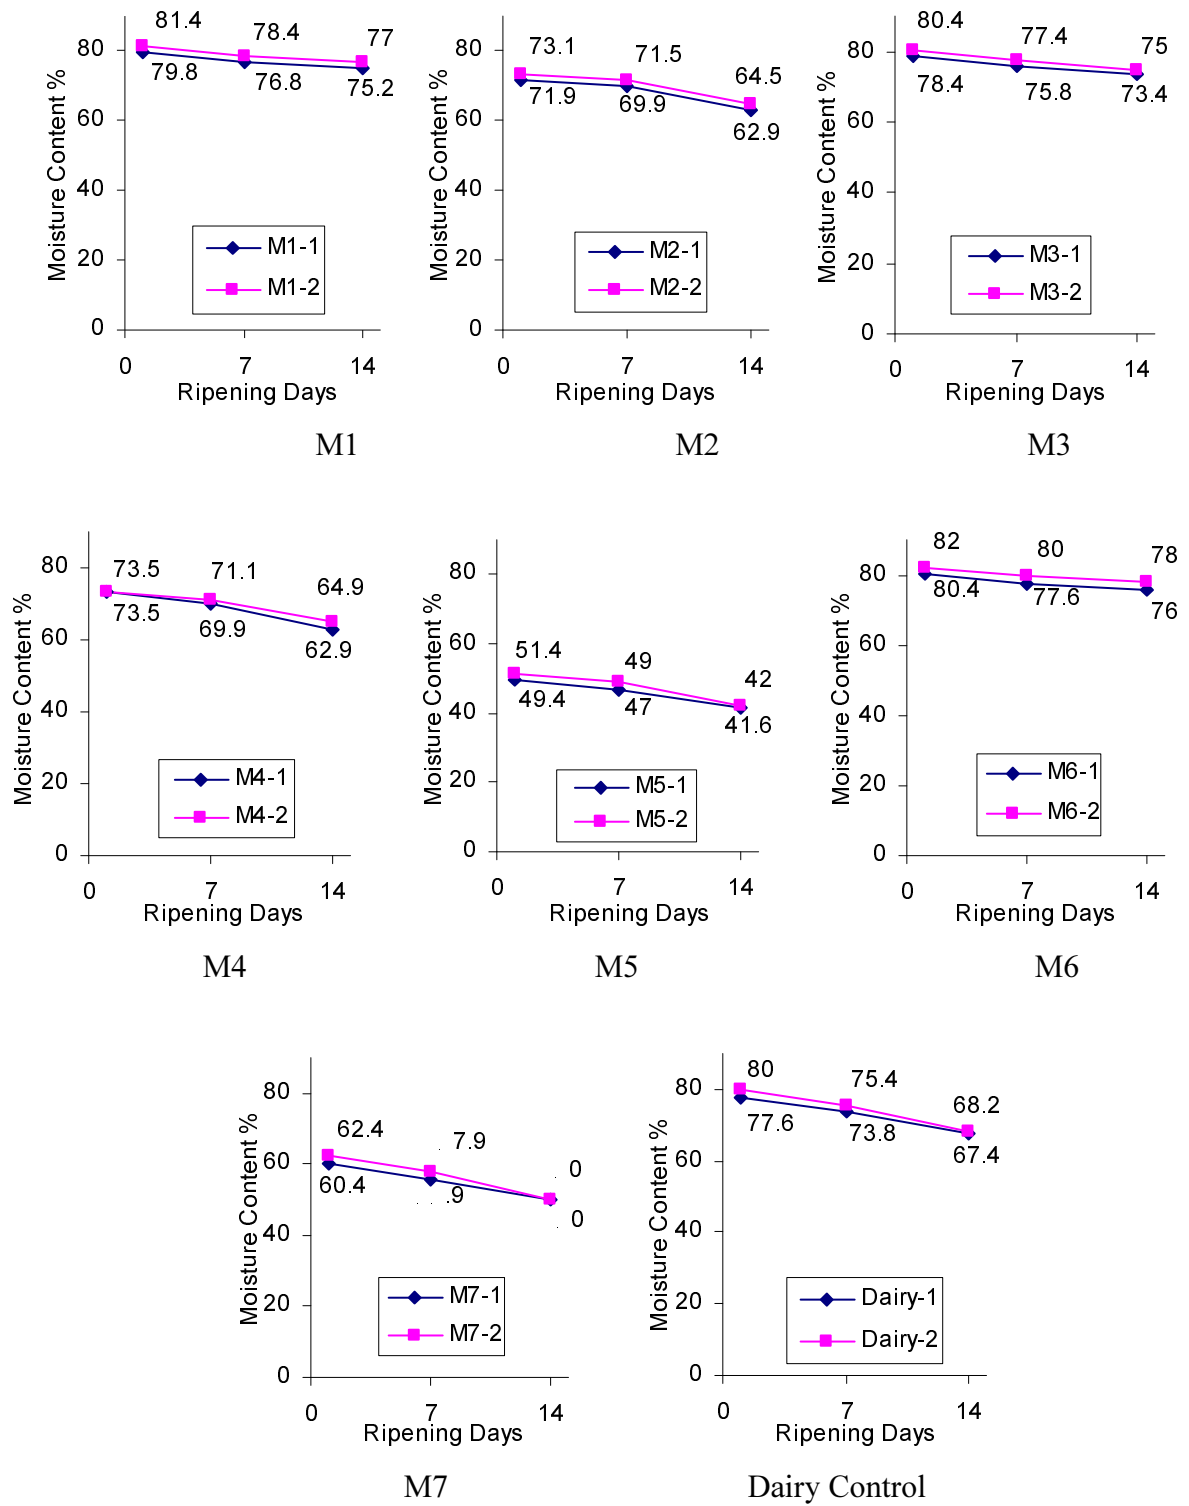 81.4
78.4
77
80
79.8
76.8
75.2
60
40
20
0
Moisture Content %
M1-1
M1-2
0 7 14
Ripening Days
M1
73.1
71.5
64.5
80
71.9
69.9
62.9
60
40
20
0
Moisture Content %
M2-1
M2-2
0 7 14
Ripening Days
M2
80.4
77.4
75
80
78.4
75.8
73.4
60
40
20
0
Moisture Content %
M3-1
M3-2
0 7 14
Ripening Days
M3
80
73.5
71.1
64.9
73.5
69.9
62.9
60
40
20
0
Moisture Content %
M4-1
M4-2
0 7 14
Ripening Days
M4
80
60
51.4
49
42
49.4
47
41.6
40
20
0
Moisture Content %
M5-1
M5-2
0 7 14
Ripening Days
M5
82
80
78
80
80.4
77.6
76
60
40
20
0
Moisture Content %
M6-1
M6-2
0 7 14
Ripening Days
M6
80
62.4
7.9
0
60
60.4
.9
0
40
20
0
Moisture Content %
M7-1
M7-2
0 7 14
Ripening Days
M7
80
75.4
68.2
80
77.6
73.8
67.4
60
40
20
0
Moisture Content %
Dairy-1
Dairy-2
0 7 14
Ripening Days
Dairy Control